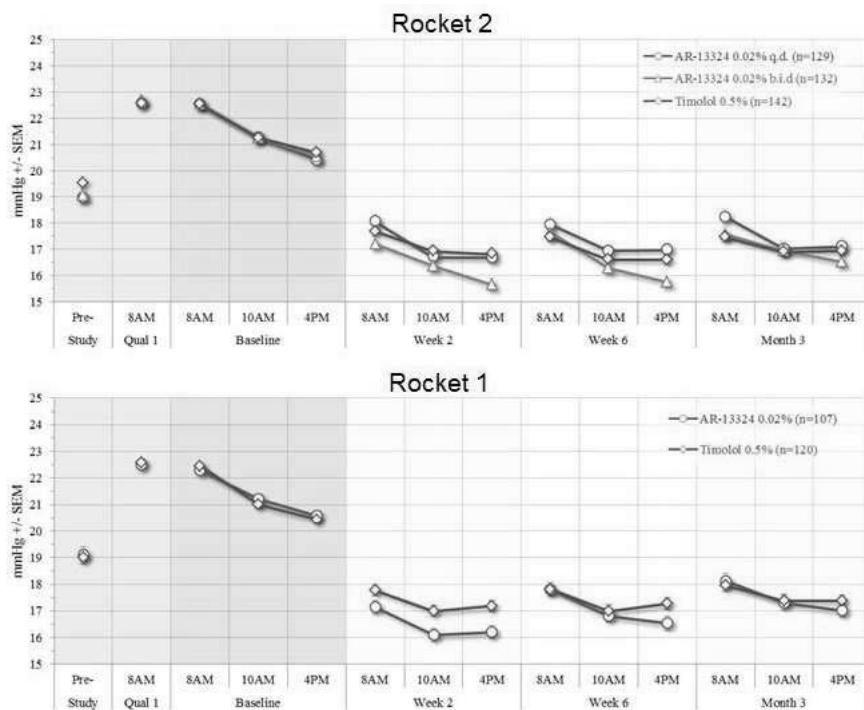 Rocket 2
25
24
23
22
21
20
19
18
17
16
15
mmHg +/- SEM
AR-13324 0.02% q.d. (n=129)
AR-13324 0.02% b.i.d (n=132)
Timolol 0.5% (n=142)
Pre- 8AM 8AM 10AM 4PM 8AM 10AM 4PM 8AM 10AM 4PM 8AM 10AM 4PM
Study Qual 1 Baseline Week 2 Week 6 Month 3
Rocket 1
25
24
23
22
21
20
19
18
17
16
15
mmHg +/- SEM
AR-13324 0.02% (n=107)
Timolol 0.5% (n=120)
Pre- 8AM 8AM 10AM 4PM 8AM 10AM 4PM 8AM 10AM 4PM 8AM 10AM 4PM
Study Qual 1 Baseline Week 2 Week 6 Month 3